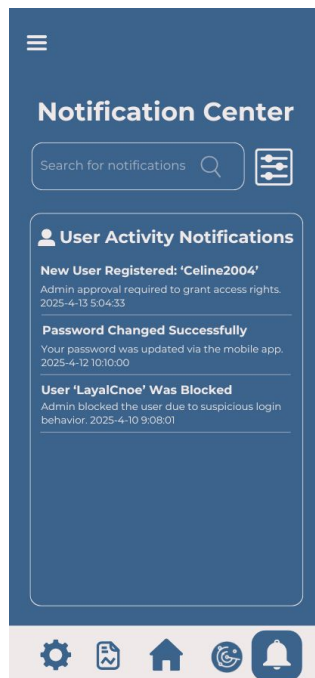 Notification Center
Search for notifications
User Activity Notifications
New User Registered: ‘Celine2004’
Admin approval required to grant access rights.
2025-4-13 5:04:33
Password Changed Successfully
Your password was updated via the mobile app.
2025-4-12 10:10:00
User ‘LayalCnoe’ Was Blocked
Admin blocked the user due to suspicious login
behavior. 2025-4-10 9:08:01